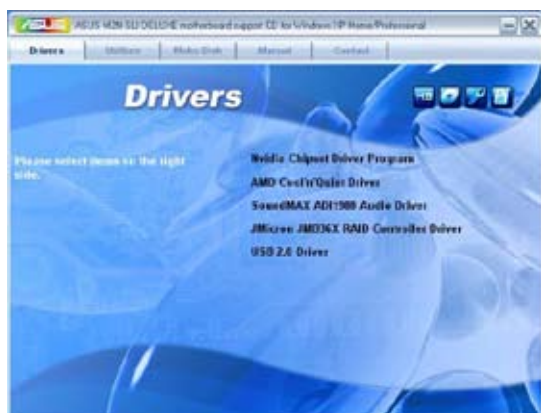 ASUS M2N SLI DELUXE motherboard support CD for Windows XP Home/Professional
Drivers Utilities Make Disk Manual Contact
Drivers
Please select items on the right
side.
Nvidia Chipset Driver Program
AMD Cool'n'Quiet Driver
SoundMAX ADI1988 Audio Driver
JMicron JMB36X RAID Controller Driver
USB 2.0 Driver